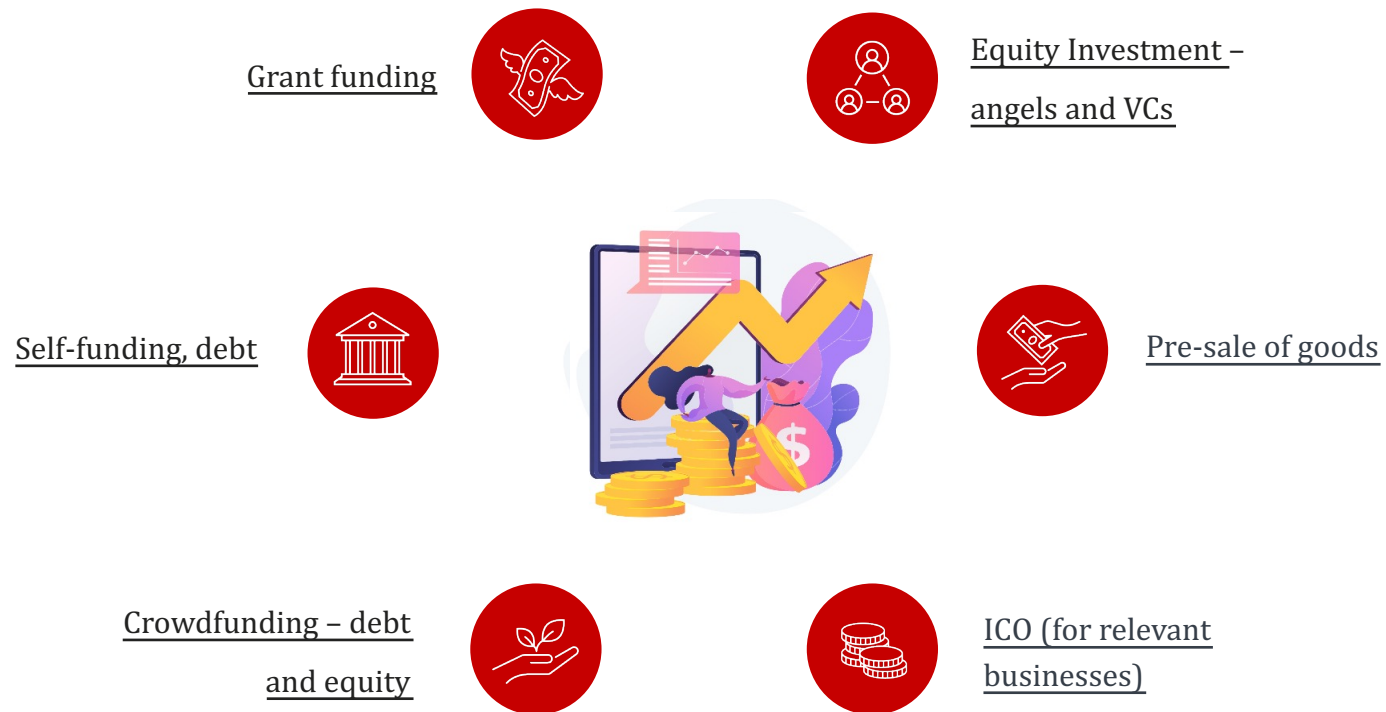 Grant funding
Equity Investment –
angels and VCs
Self-funding, debt
$
Pre-sale of goods
Crowdfunding – debt
and equity
ICO (for relevant
businesses)